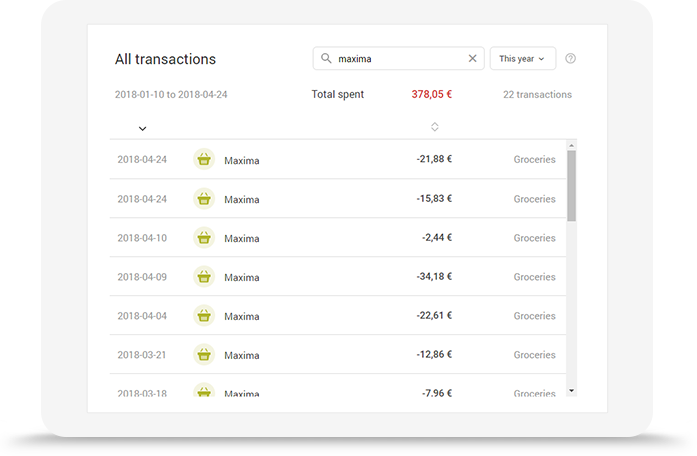 All transactions
maxima
This year
2018-01-10 to 2018-04-24 Total spent 378,05 € 22 transactions
2018-04-24 Maxima -21,88 € Groceries
2018-04-24 Maxima -15,83 € Groceries
2018-04-10 Maxima -2,44 € Groceries
2018-04-09 Maxima -34,18 € Groceries
2018-04-04 Maxima -22,61 € Groceries
2018-03-21 Maxima -12,86 € Groceries
2018-03-18 Maxima -7,96 € Groceries